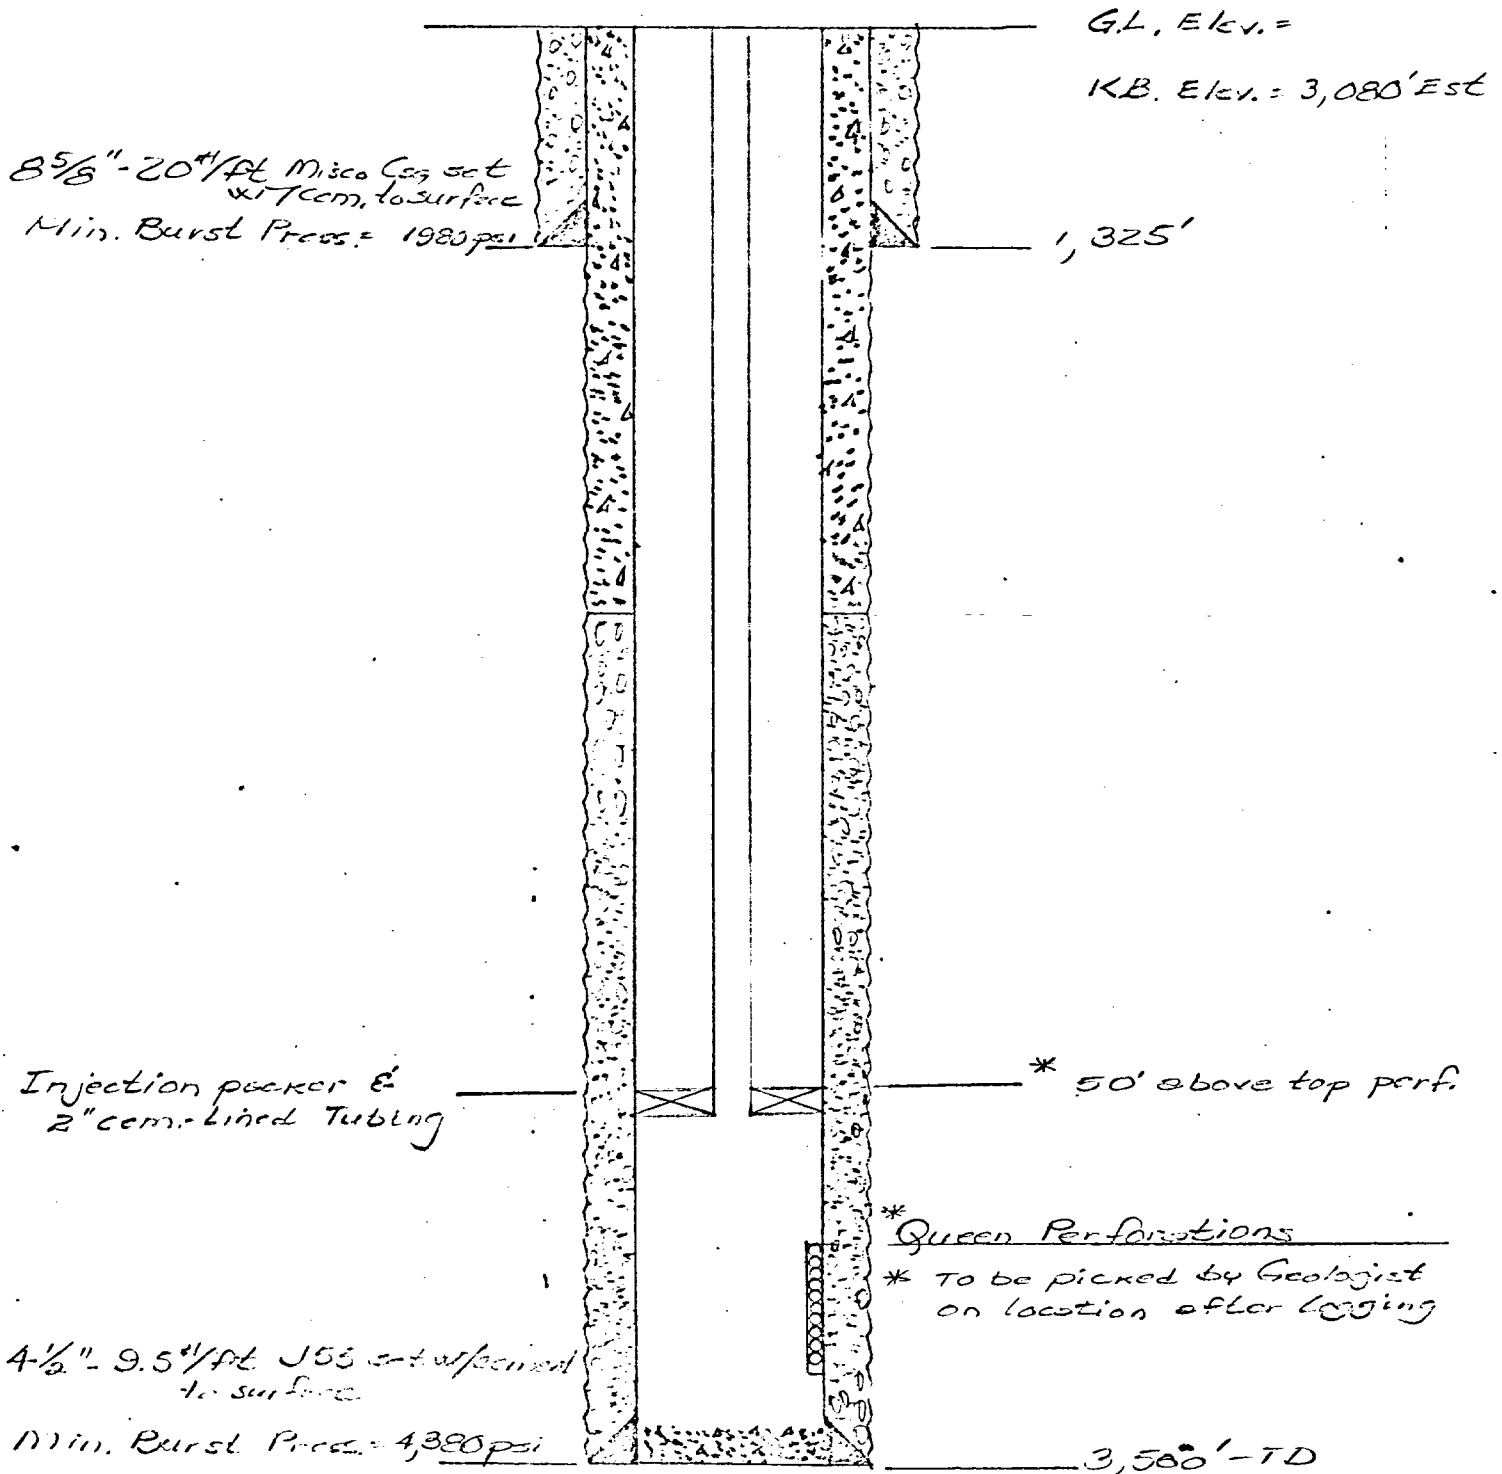 G.L. Elev. =
K.B. Elev. = 3,080' Est
8 5/8" - 20#/ft Misco Csg set
w/ cem. to surface
Min. Burst Press. = 1980 psi
1,325'
Injection packer &
2" cem.-Lined Tubing
* 50' above top perf.
* Queen Perforations
* To be picked by Geologist
on location after logging
4-1/2" - 9.5#/ft J55 set w/cement
to surface
Min. Burst Press. = 4,380 psi
- TD